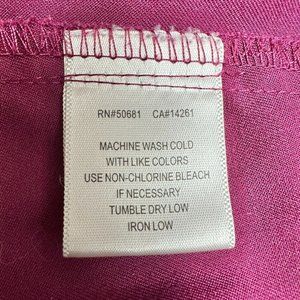 RN#50681 CA#14261
MACHINE WASH COLD
WITH LIKE COLORS
USE NON-CHLORINE BLEACH
IF NECESSARY
TUMBLE DRY LOW
IRON LOW